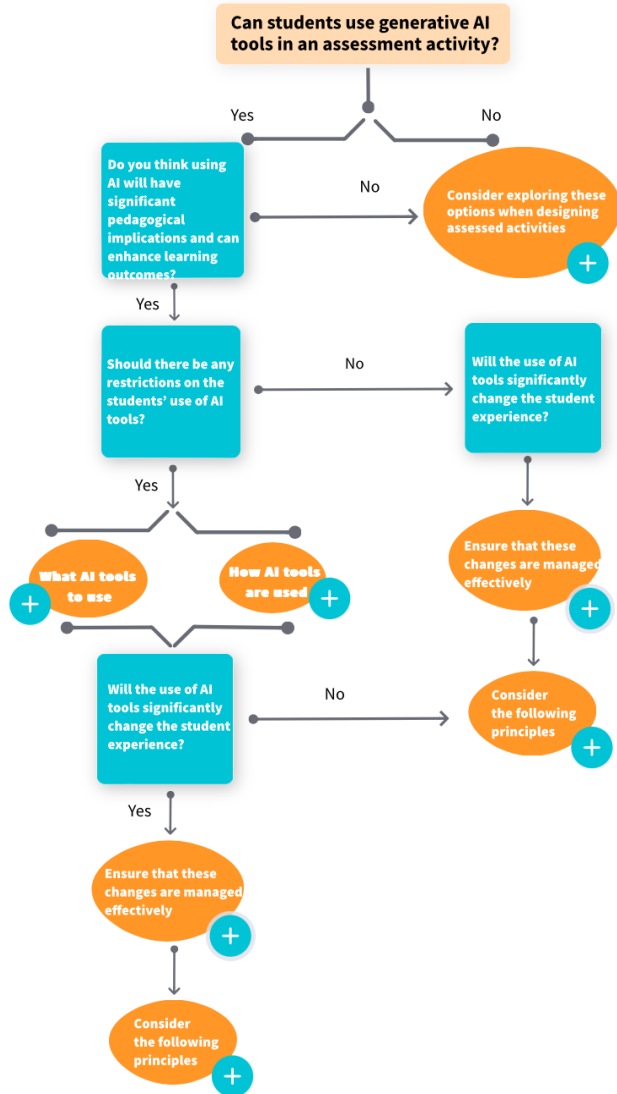 Can students use generative AI
tools in an assessment activity?
Yes
No
Do you think using
AI will have
significant
pedagogical
implications and can
enhance learning
outcomes?
No
Consider exploring these
options when designing
assessed activities
Yes
Should there be any
restrictions on the
students’ use of AI
tools?
No
Will the use of AI
tools significantly
change the student
experience?
Yes
What AI tools
to use
How AI tools
are used
Ensure that these
changes are managed
effectively
Will the use of AI
tools significantly
change the student
experience?
No
Consider
the following
principles
Yes
Ensure that these
changes are managed
effectively
Consider
the following
principles